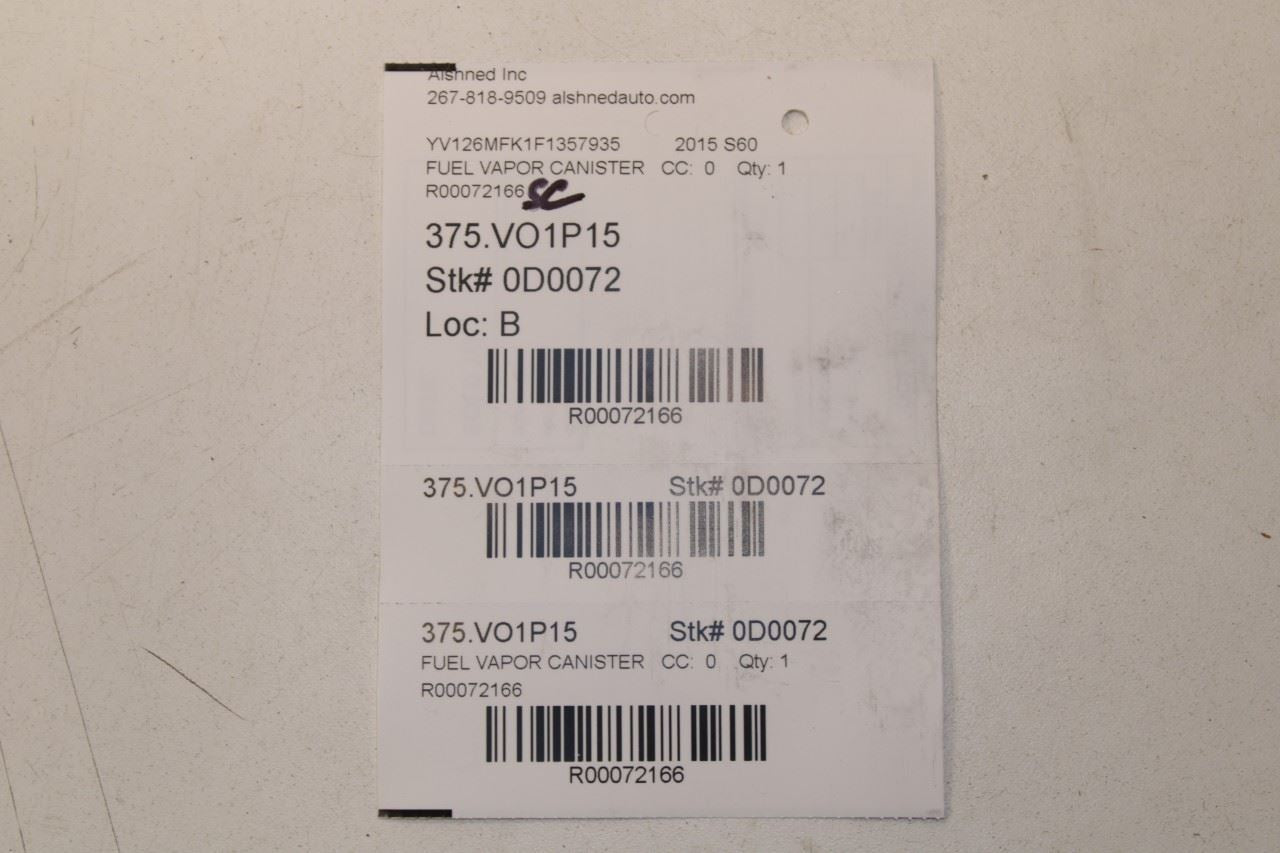 Alshned Inc
267-818-9509 alshnedauto.com
YV126MFK1F1357935 2015 S60
FUEL VAPOR CANISTER CC: 0 Qty: 1
R00072166 SC
375.VO1P15
Stk# 0D0072
Loc: B
R00072166
375.VO1P15 Stk# 0D0072
R00072166
375.VO1P15 Stk# 0D0072
FUEL VAPOR CANISTER CC: 0 Qty: 1
R00072166
R00072166